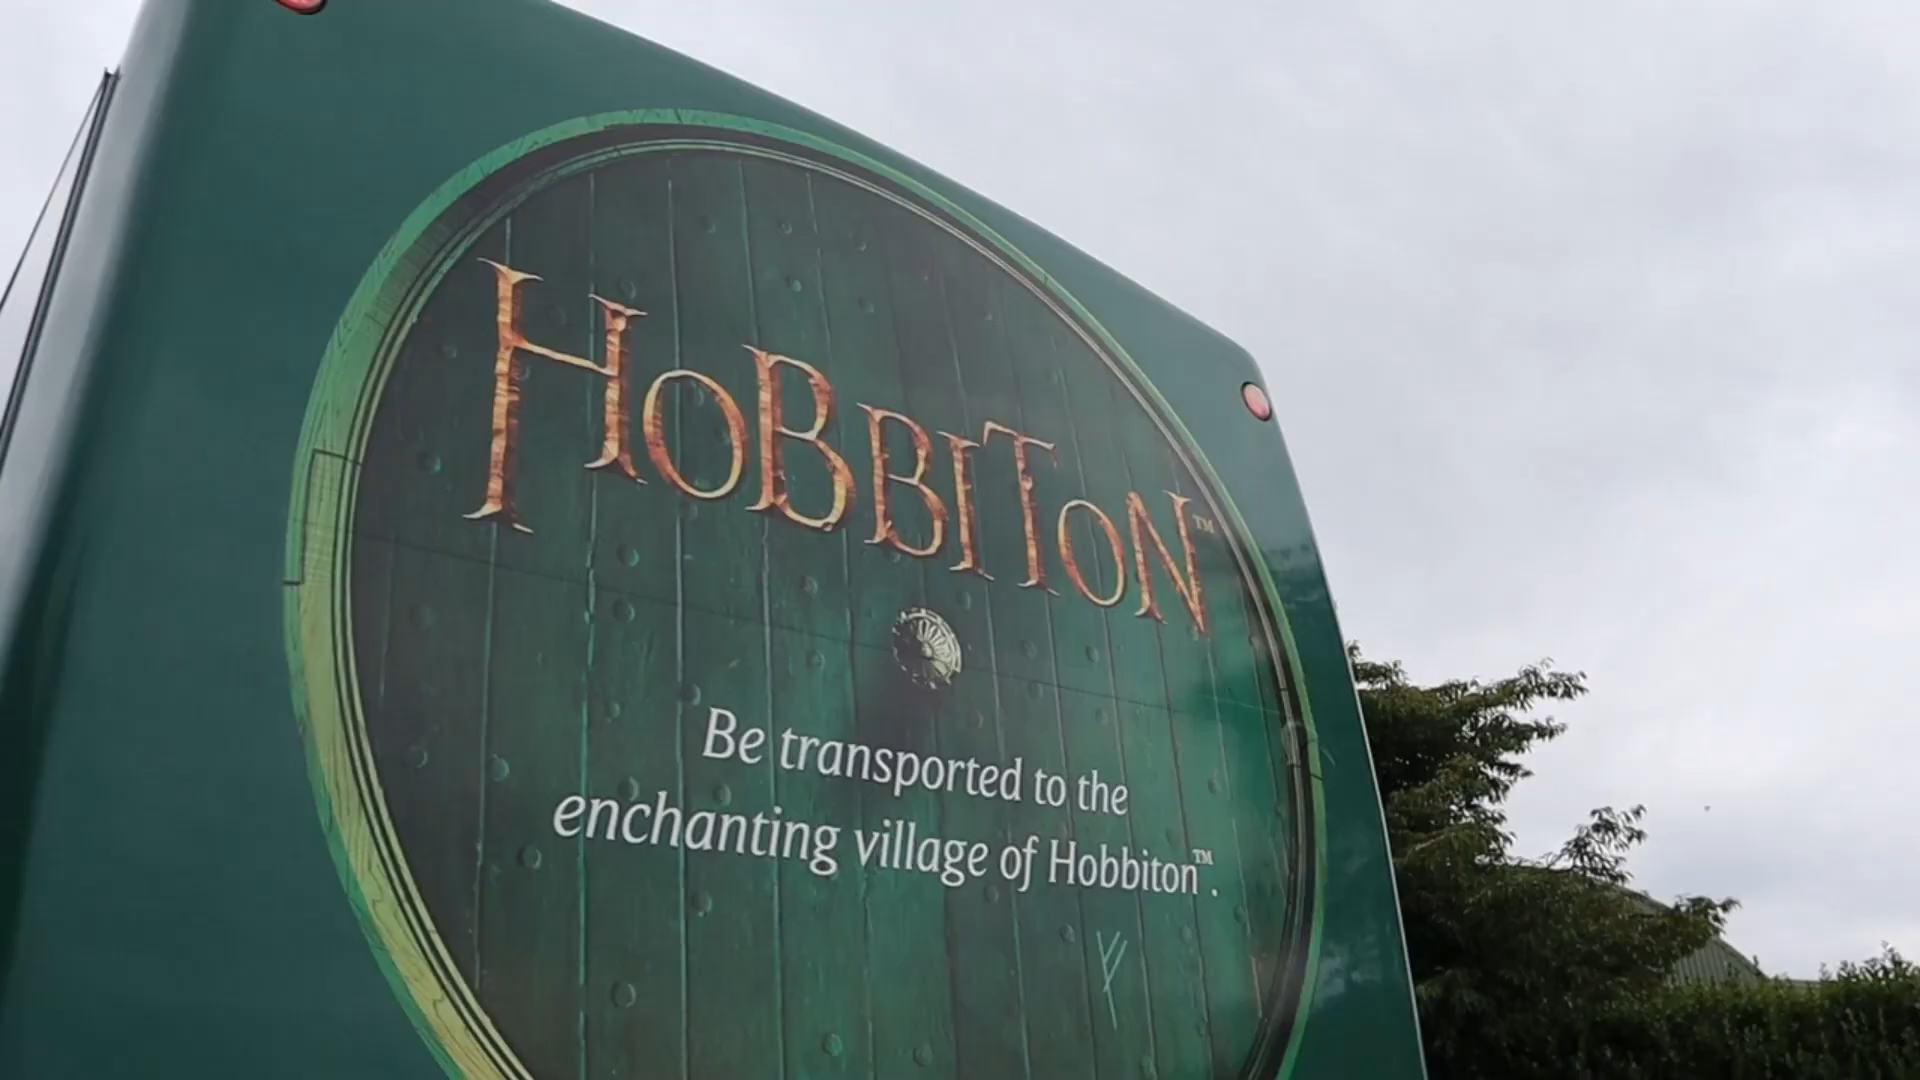 HOBBITON™
Be transported to the
enchanting village of Hobbiton™.
ᚠ